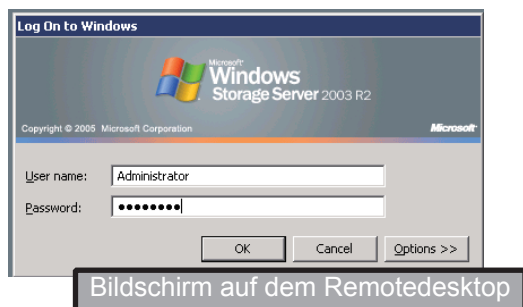 Log On to Windows
Microsoft
Windows
Storage Server 2003 R2
Copyright © 2005 Microsoft Corporation
Microsoft
User name: Administrator
Password: ●●●●●●●●
OK Cancel Options >>
Bildschirm auf dem Remotedesktop